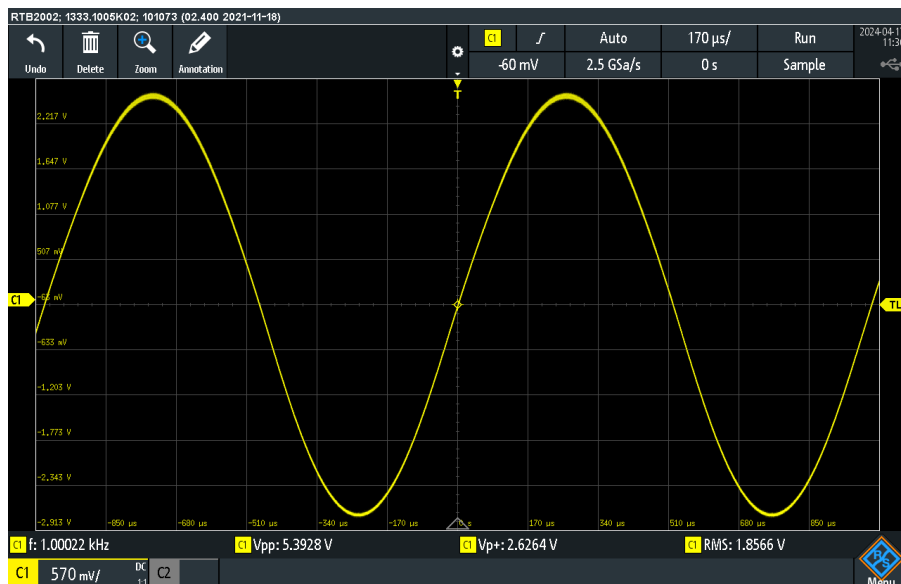 RTB2002; 1333.1005K02; 101073 (02.400 2021-11-18)
Undo Delete Zoom Annotation
C1 Auto 170 µs/ Run
-60 mV 2.5 GSa/s 0 s Sample
T
2.217 V
1.647 V
1.077 V
507 mV
C1
TL
-633 mV
-1.203 V
-1.773 V
-2.343 V
-2.913 V -850 µs -680 µs -510 µs -340 µs -170 µs 0 s 170 µs 340 µs 510 µs 680 µs 850 µs
C1 f: 1.00022 kHz C1 Vpp: 5.3928 V C1 Vp+: 2.6264 V C1 RMS: 1.8566 V
C1 570 mV/ DC 1:1 C2 R&S Menu